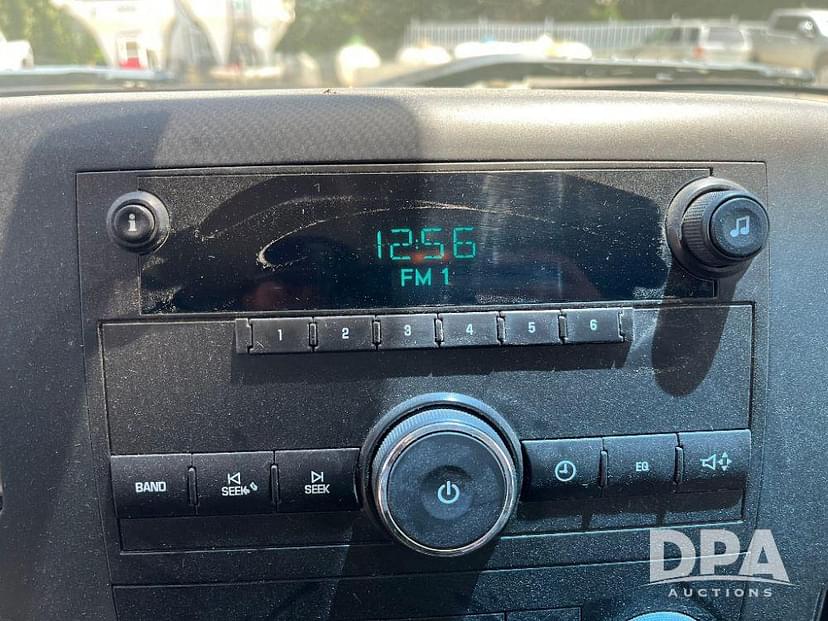 i
12:56
FM 1
1 2 3 4 5 6
BAND SEEK SEEK EQ
DPA
AUCTIONS